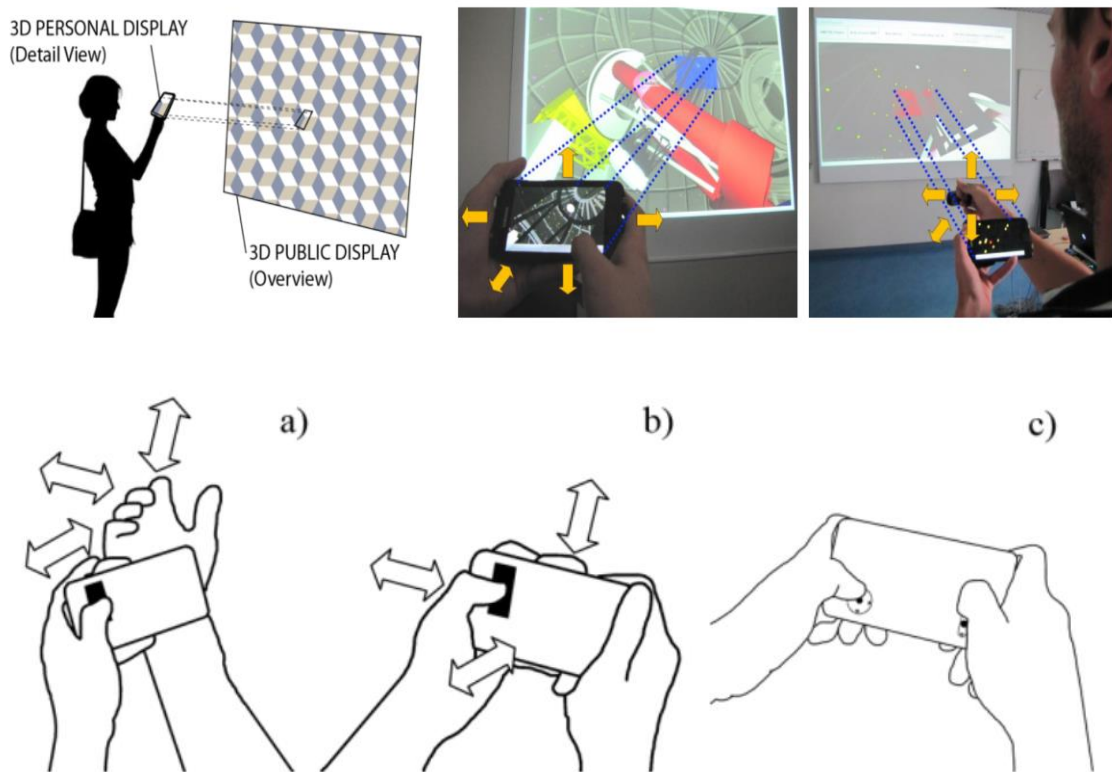 3D PERSONAL DISPLAY
(Detail View)
3D PUBLIC DISPLAY
(Overview)
a)
b)
c)